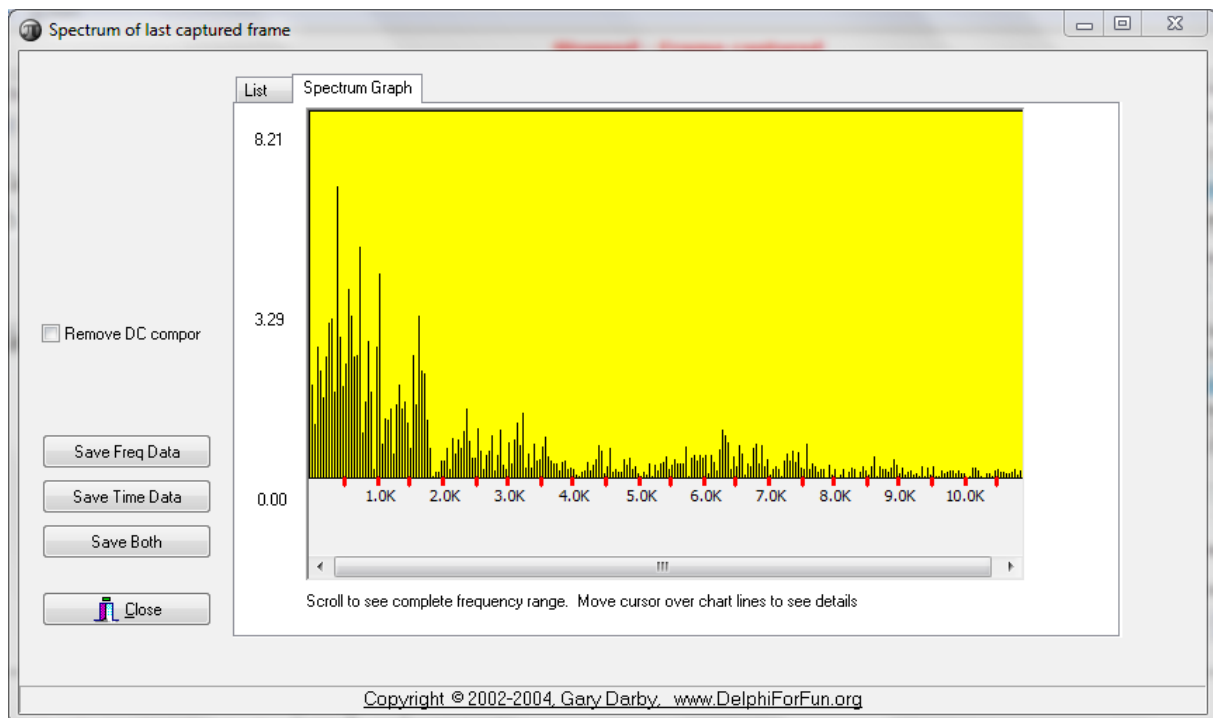 Spectrum of last captured frame
List
Spectrum Graph
8.21
3.29
0.00
1.0K 2.0K 3.0K 4.0K 5.0K 6.0K 7.0K 8.0K 9.0K 10.0K
Remove DC compor
Save Freq Data
Save Time Data
Save Both
Close
Scroll to see complete frequency range. Move cursor over chart lines to see details
Copyright © 2002-2004, Gary Darby, www.DelphiForFun.org